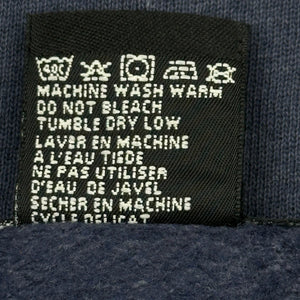 MACHINE WASH WARM
DO NOT BLEACH
TUMBLE DRY LOW
LAVER EN MACHINE
A L'EAU TIEDE
NE PAS UTILISER
D'EAU DE JAVEL
SECHER EN MACHINE
CYCLE DELICAT